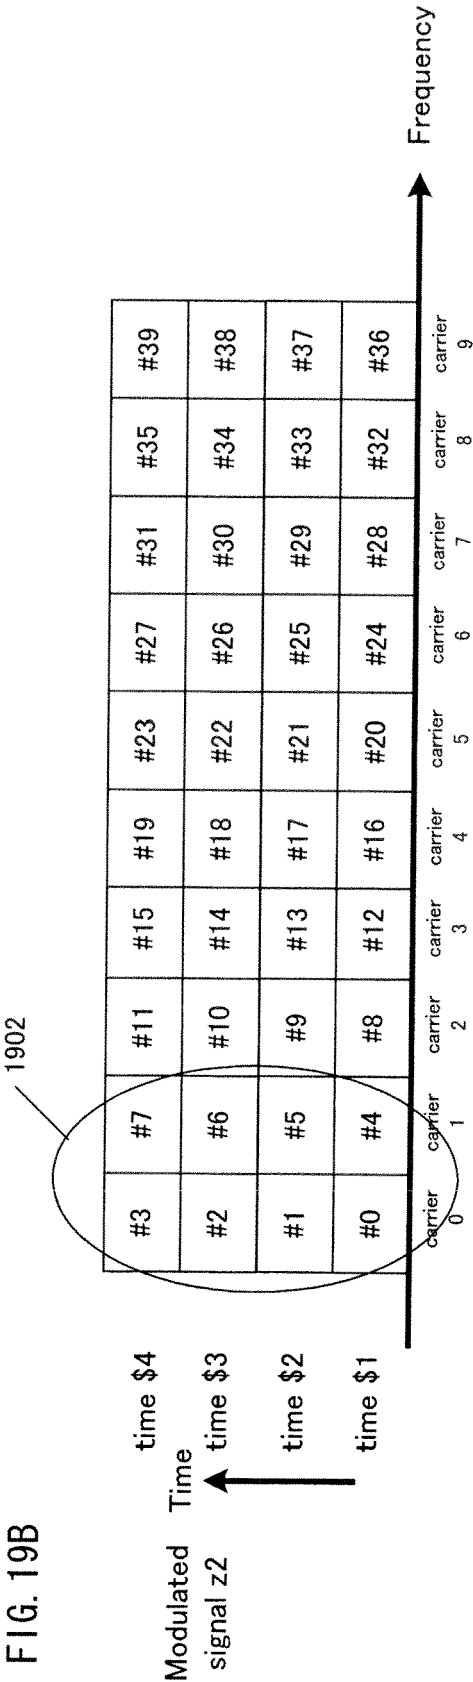 FIG. 19B
Modulated
signal z2
Time
1902
time $4
#3 #7 #11 #15 #19 #23 #27 #31 #35 #39
time $3
#2 #6 #10 #14 #18 #22 #26 #30 #34 #38
time $2
#1 #5 #9 #13 #17 #21 #25 #29 #33 #37
time $1
#0 #4 #8 #12 #16 #20 #24 #28 #32 #36
carrier carrier carrier carrier carrier carrier carrier carrier carrier carrier
0 1 2 3 4 5 6 7 8 9
Frequency